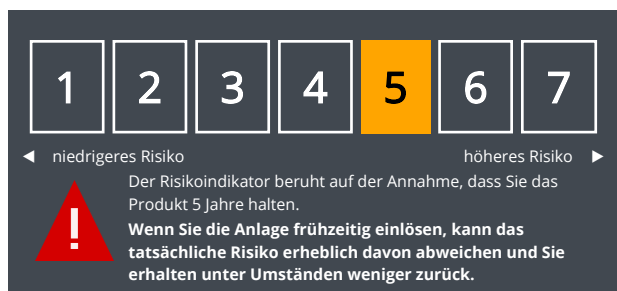 1 2 3 4 5 6 7
◄ niedrigeres Risiko höheres Risiko ►
Der Risikoindikator beruht auf der Annahme, dass Sie das
Produkt 5 Jahre halten.
!
Wenn Sie die Anlage frühzeitig einlösen, kann das
tatsächliche Risiko erheblich davon abweichen und Sie
erhalten unter Umständen weniger zurück.